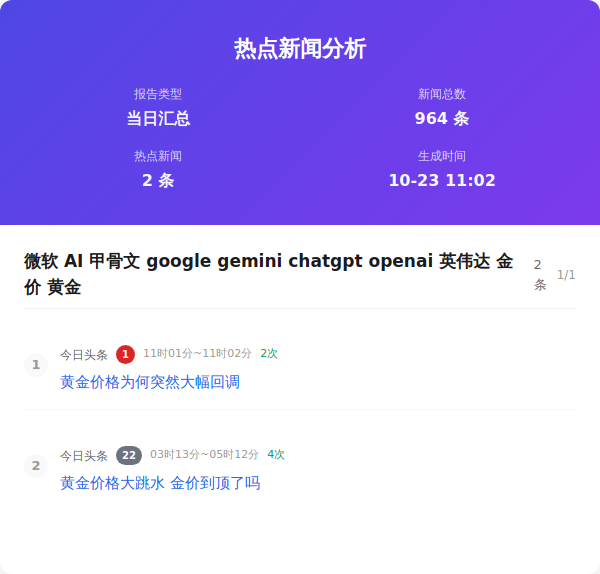 热点新闻分析
报告类型
当日汇总
新闻总数
964 条
热点新闻
2 条
生成时间
10-23 11:02
微软 AI 甲骨文 google gemini chatgpt openai 英伟达 金
价 黄金
2
条
1/1
1
今日头条 1 11时01分~11时02分 2次
黄金价格为何突然大幅回调
2
今日头条 22 03时13分~05时12分 4次
黄金价格大跳水 金价到顶了吗